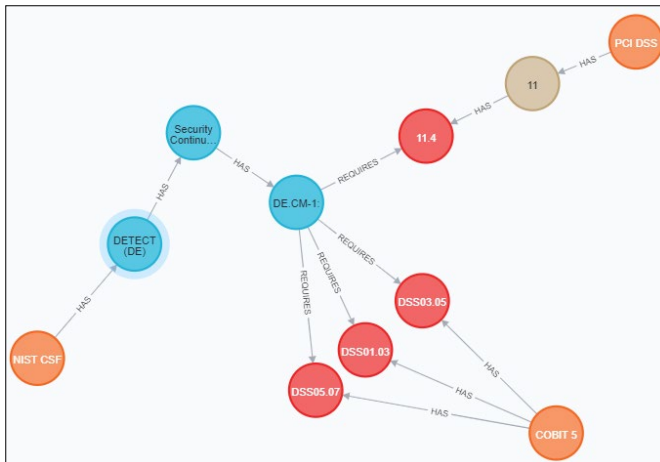 PCI DSS
HAS
11
HAS
11.4
Security
Continu...
HAS
REQUIRES
DE.CM-1:
HAS
DETECT
(DE)
REQUIRES
REQUIRES
REQUIRES
HAS
DSS03.05
NIST CSF
DSS01.03
HAS
DSS05.07
HAS
HAS
COBIT 5